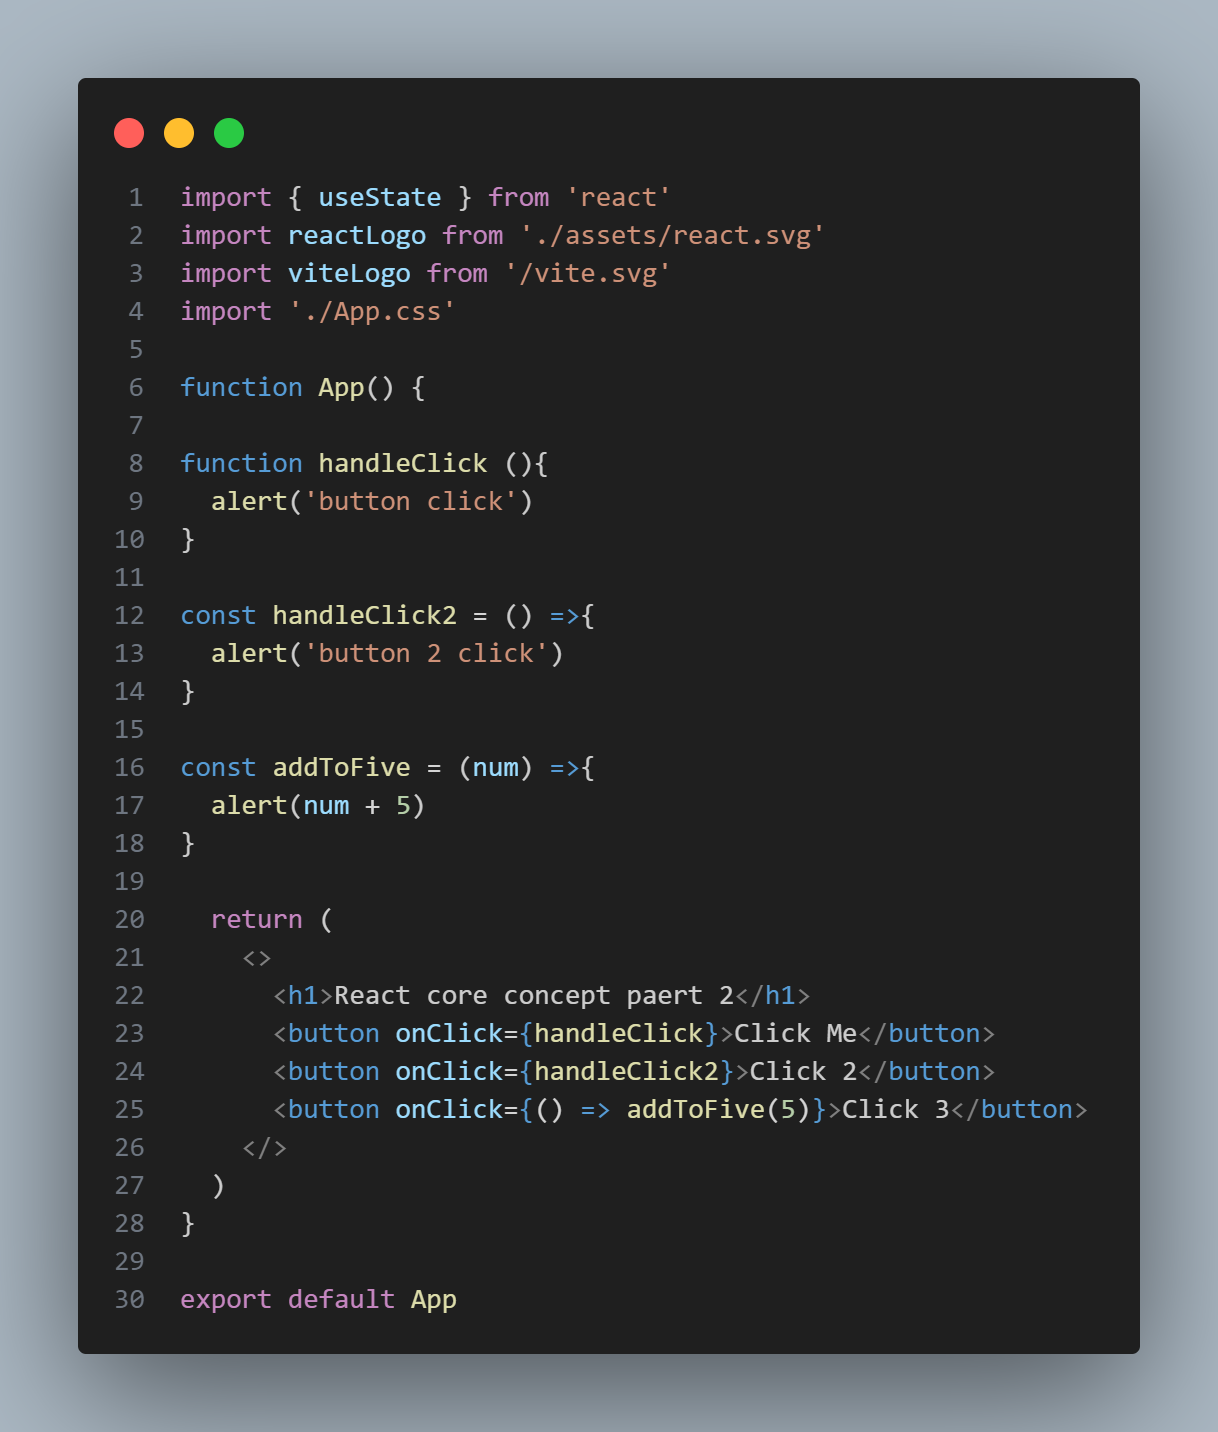 1 import { useState } from 'react'
2 import reactLogo from './assets/react.svg'
3 import viteLogo from '/vite.svg'
4 import './App.css'
5
6 function App() {
7
8 function handleClick (){
9   alert('button click')
10 }
11
12 const handleClick2 = () =>{
13   alert('button 2 click')
14 }
15
16 const addToFive = (num) =>{
17   alert(num + 5)
18 }
19
20   return (
21     <>
22       <h1>React core concept paert 2</h1>
23       <button onClick={handleClick}>Click Me</button>
24       <button onClick={handleClick2}>Click 2</button>
25       <button onClick={() => addToFive(5)}>Click 3</button>
26     </>
27   )
28 }
29
30 export default App